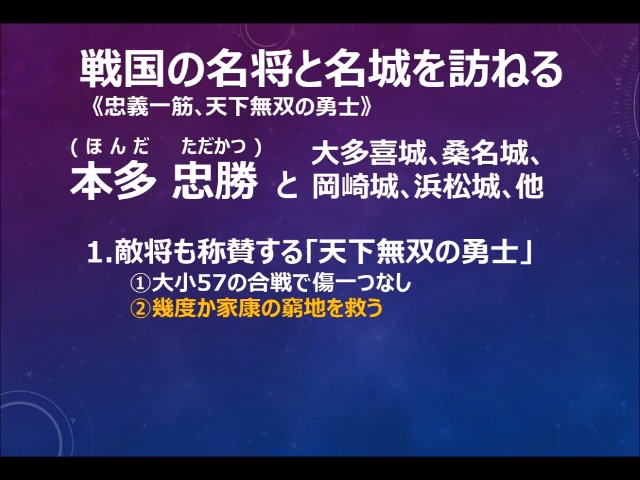 戦国の名将と名城を訪ねる
《忠義一筋、天下無双の勇士》
(ほんだ ただかつ)
本多 忠勝 と 大多喜城、桑名城、
岡崎城、浜松城、他
1.敵将も称賛する「天下無双の勇士」
①大小57の合戦で傷一つなし
②幾度か家康の窮地を救う